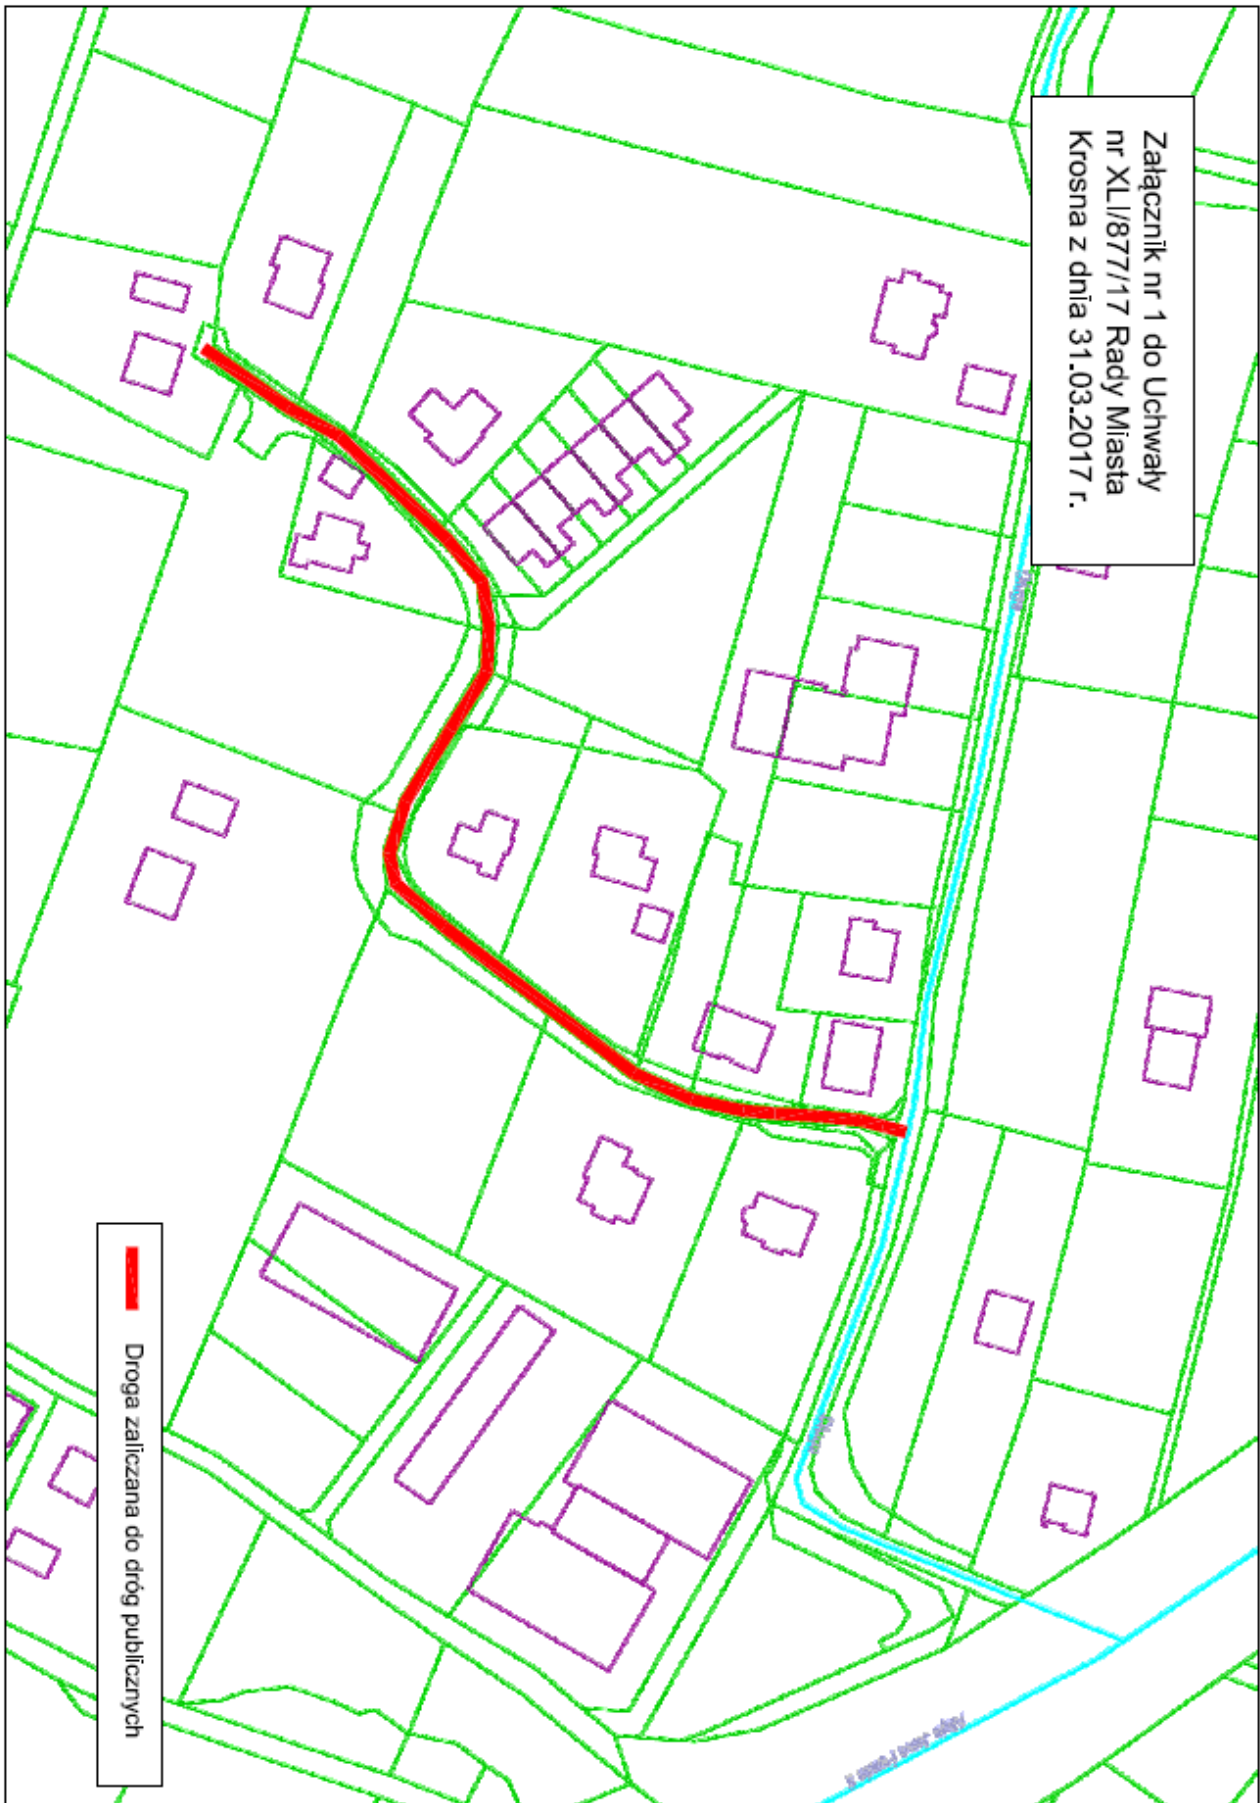 Załącznik nr 1 do Uchwały
nr XLI/877/17 Rady Miasta
Krosna z dnia 31.03.2017 r.
Droga zaliczana do dróg publicznych